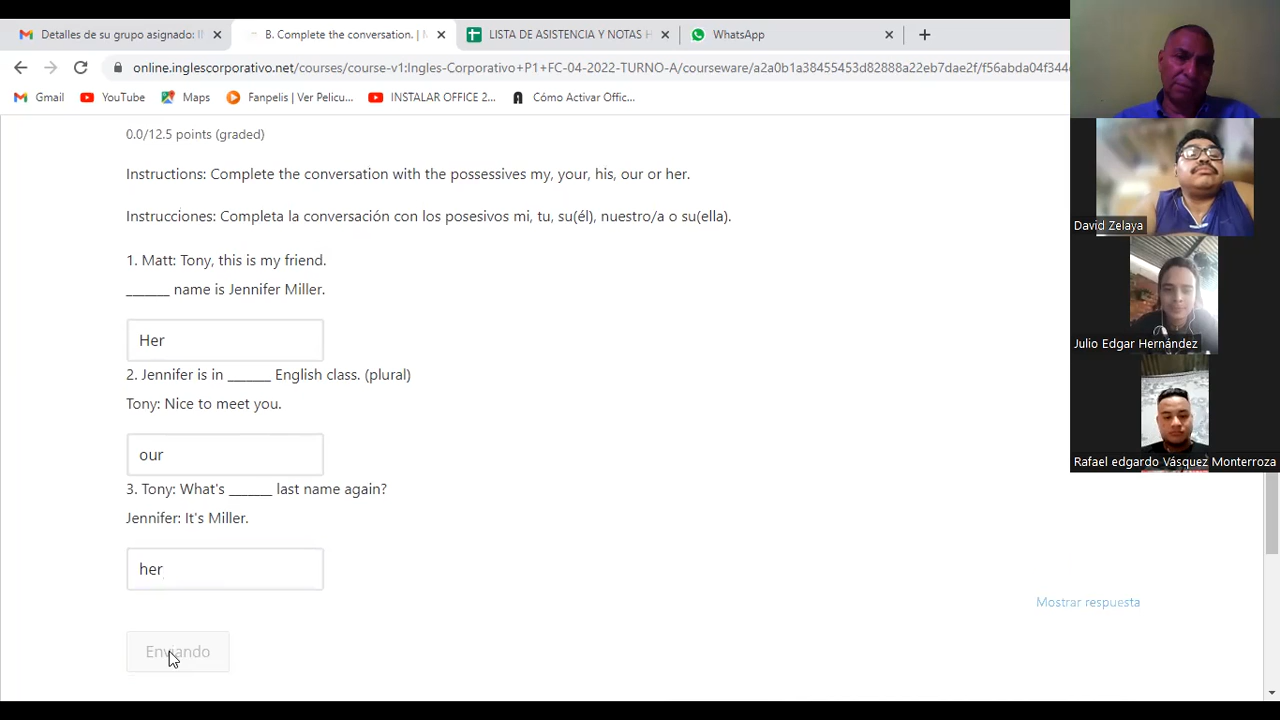 Detalles de su grupo asignado: I
B. Complete the conversation. |
LISTA DE ASISTENCIA Y NOTAS
WhatsApp
online.inglescorporativo.net/courses/course-v1:Ingles-Corporativo+P1+FC-04-2022-TURNO-A/courseware/a2a0b1a38455453d82888a22eb7dae2f/f56abda04f344
Gmail
YouTube
Maps
Fanpelis | Ver Pelicu...
INSTALAR OFFICE 2...
Cómo Activar Offic...
0.0/12.5 points (graded)
Instructions: Complete the conversation with the possessives my, your, his, our or her.
Instrucciones: Completa la conversación con los posesivos mi, tu, su(él), nuestro/a o su(ella).
1. Matt: Tony, this is my friend.
______ name is Jennifer Miller.
Her
2. Jennifer is in ______ English class. (plural)
Tony: Nice to meet you.
our
3. Tony: What's ______ last name again?
Jennifer: It's Miller.
her
Mostrar respuesta
Enviando
David Zelaya
Julio Edgar Hernández
Rafael edgardo Vásquez Monterroza